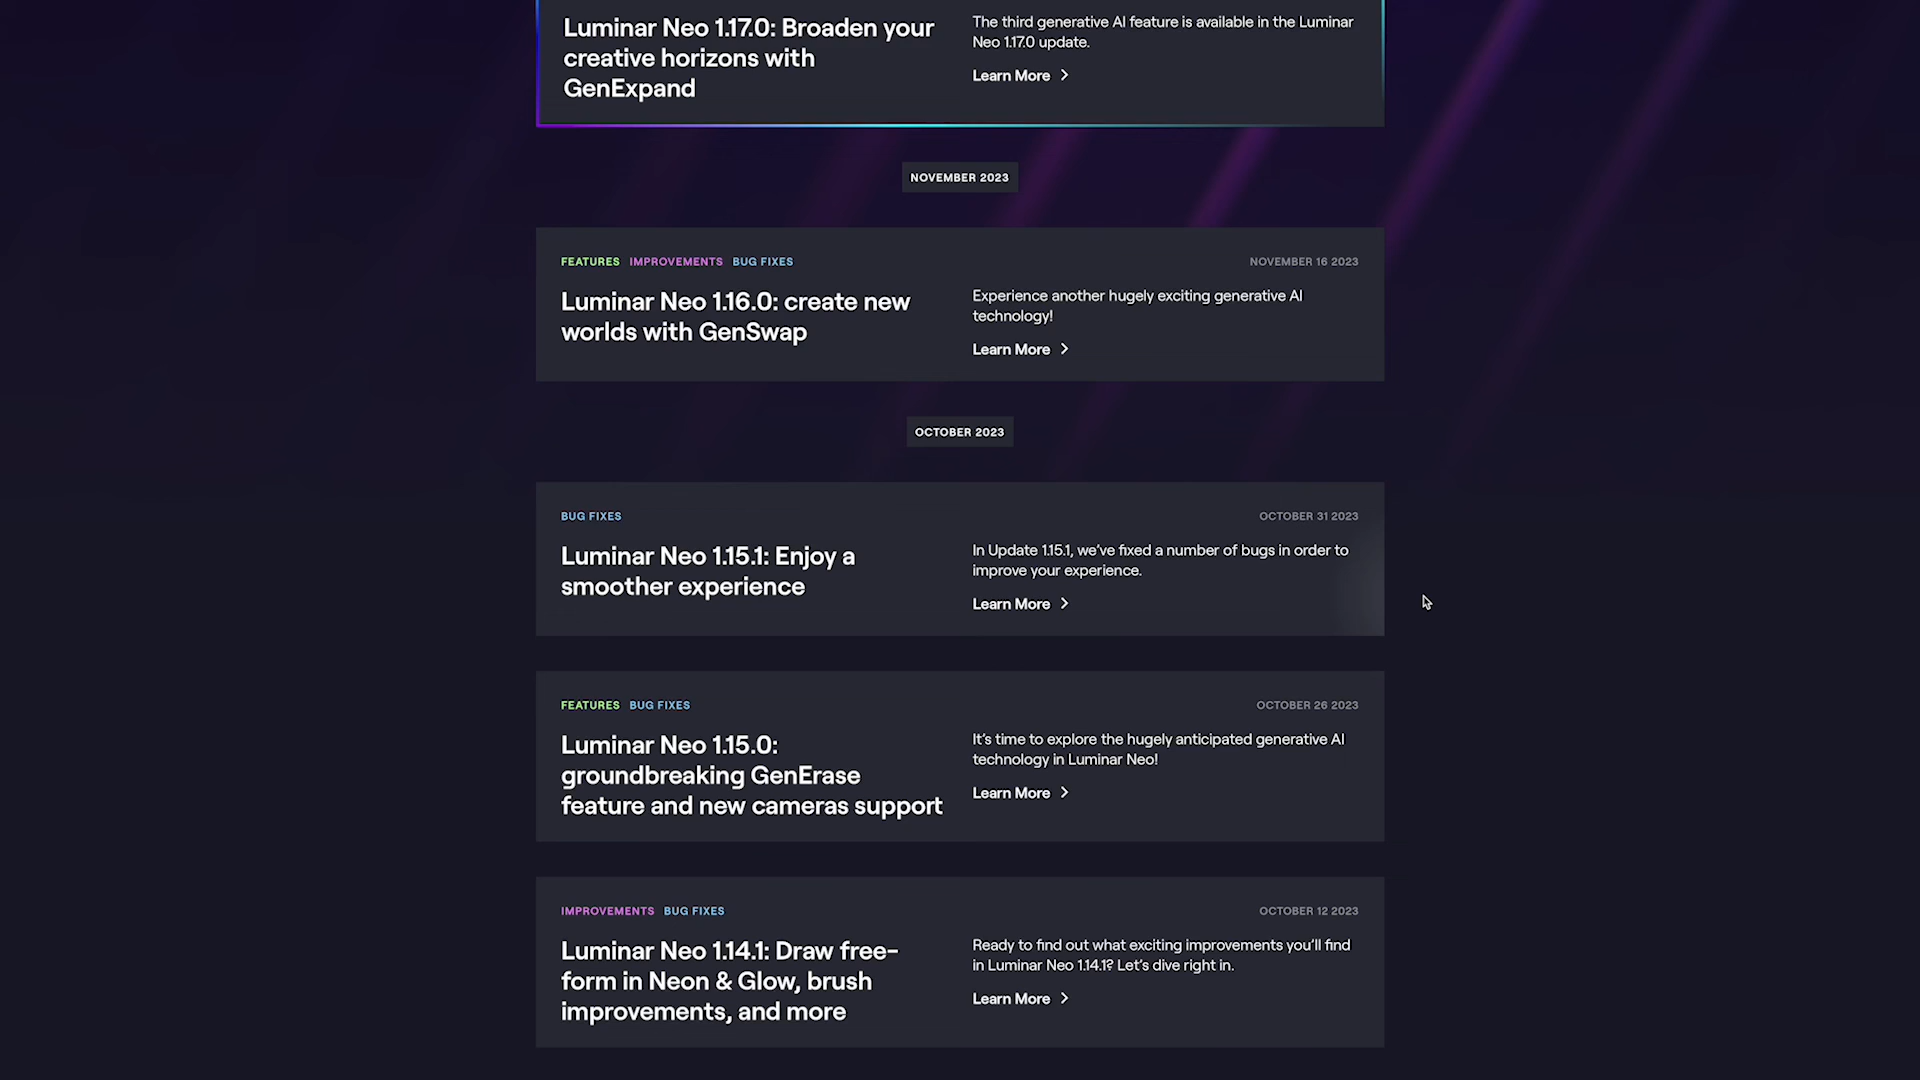 Luminar Neo 1.17.0: Broaden your
creative horizons with
GenExpand
The third generative AI feature is available in the Luminar
Neo 1.17.0 update.
Learn More
NOVEMBER 2023
FEATURES IMPROVEMENTS BUG FIXES
NOVEMBER 16 2023
Luminar Neo 1.16.0: create new
worlds with GenSwap
Experience another hugely exciting generative AI
technology!
Learn More
OCTOBER 2023
BUG FIXES
OCTOBER 31 2023
Luminar Neo 1.15.1: Enjoy a
smoother experience
In Update 1.15.1, we’ve fixed a number of bugs in order to
improve your experience.
Learn More
FEATURES BUG FIXES
OCTOBER 26 2023
Luminar Neo 1.15.0:
groundbreaking GenErase
feature and new cameras support
It’s time to explore the hugely anticipated generative AI
technology in Luminar Neo!
Learn More
IMPROVEMENTS BUG FIXES
OCTOBER 12 2023
Luminar Neo 1.14.1: Draw free-
form in Neon & Glow, brush
improvements, and more
Ready to find out what exciting improvements you’ll find
in Luminar Neo 1.14.1? Let’s dive right in.
Learn More